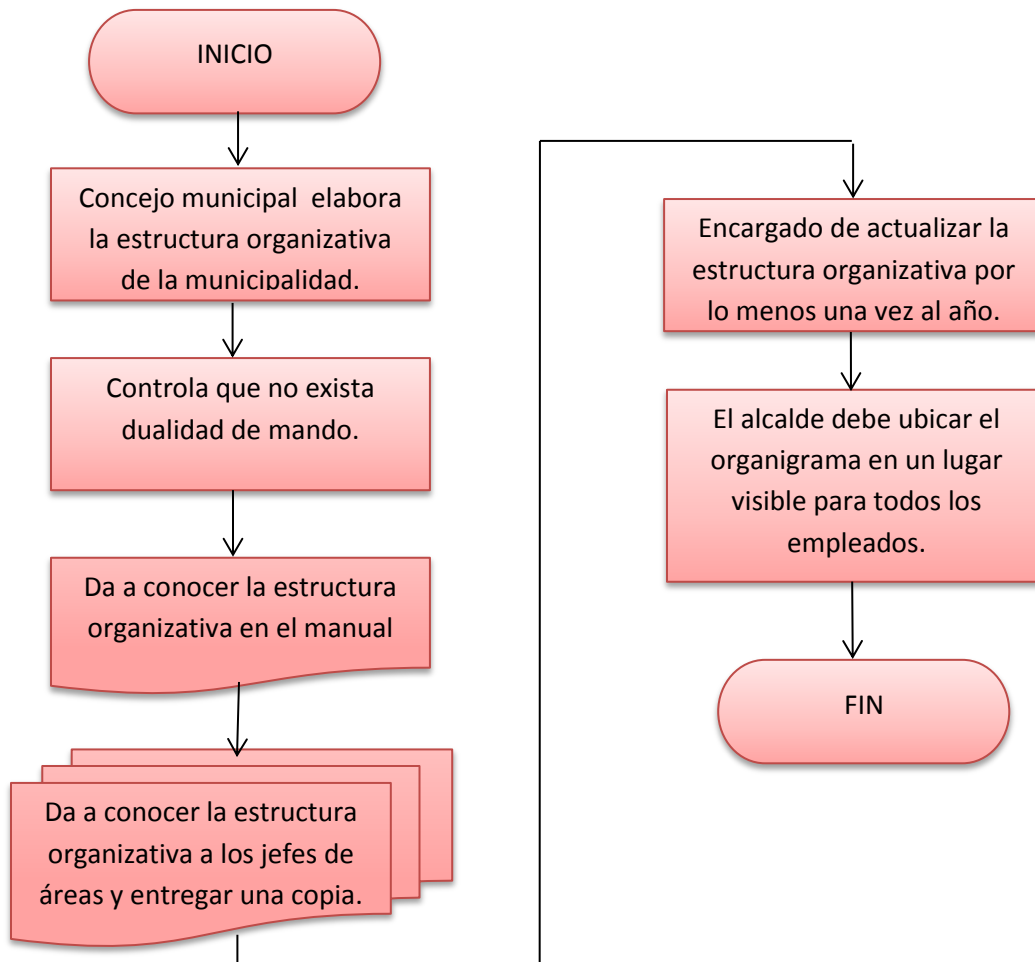 INICIO
Concejo municipal elabora
la estructura organizativa
de la municipalidad.
Controla que no exista
dualidad de mando.
Da a conocer la estructura
organizativa en el manual
Da a conocer la estructura
organizativa a los jefes de
áreas y entregar una copia.
Encargado de actualizar la
estructura organizativa por
lo menos una vez al año.
El alcalde debe ubicar el
organigrama en un lugar
visible para todos los
empleados.
FIN